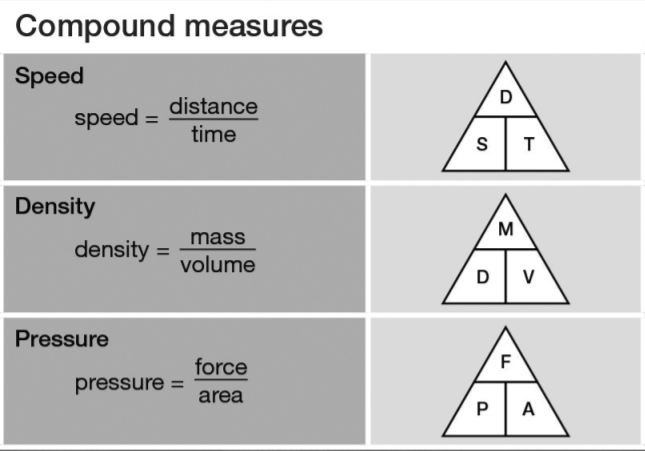 Compound measures
Speed
speed = distance
time
D
S T
Density
density = mass
volume
M
D V
Pressure
pressure = force
area
F
P A